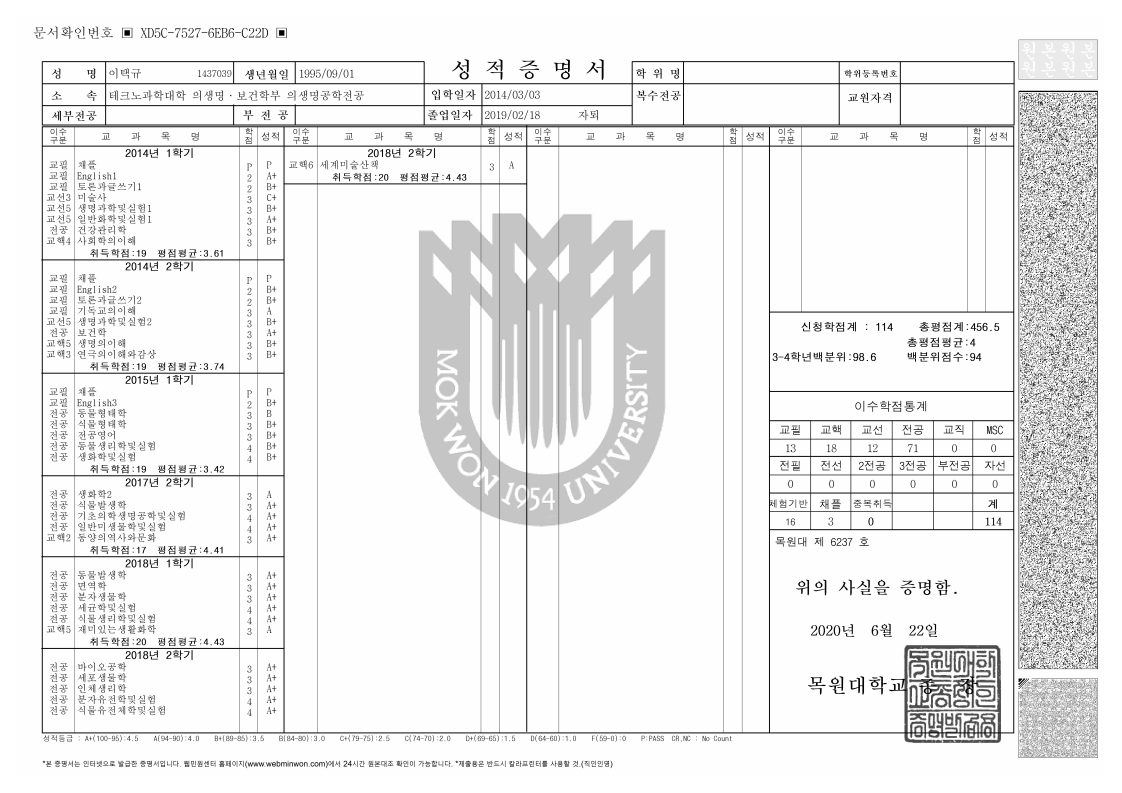 문서확인번호 ▣ XD5C-7527-6EB6-C22D ▣
원본원본
원본원본
성적증명서
성 명 이택규 1437039 생년월일 1995/09/01 학위명 학위등록번호
소 속 테크노과학대학 의생명·보건학부 의생명공학전공 입학일자 2014/03/03 복수전공 교원자격
세부전공 부 전 공 졸업일자 2019/02/18 자퇴
이수구분 교 과 목 명 학점 성적 이수구분 교 과 목 명 학점 성적 이수구분 교 과 목 명 학점 성적 이수구분 교 과 목 명 학점 성적
2014년 1학기
교필 채플 P P
교필 English1 2 A+
교필 토론과글쓰기1 2 B+
교선3 미술사 3 C+
교선5 생명과학및실험1 3 B+
교선5 일반화학및실험1 3 A+
전공 건강관리학 3 B+
교핵4 사회학의이해 3 B+
취득학점:19 평점평균:3.61
2014년 2학기
교필 채플 P P
교필 English2 2 B+
교필 토론과글쓰기2 2 B+
교필 기독교의이해 3 A
교선5 생명과학및실험2 3 B+
전공 보건학 3 A+
교핵5 생명의이해 3 B+
교핵3 연극의이해와감상 3 B+
취득학점:19 평점평균:3.74
2015년 1학기
교필 채플 P P
교필 English3 2 B+
전공 동물형태학 3 B
전공 식물형태학 3 B+
전공 전공영어 3 B+
전공 동물생리학및실험 4 B+
전공 생화학및실험 4 B+
취득학점:19 평점평균:3.42
2017년 2학기
전공 생화학2 3 A
전공 식물발생학 3 A+
전공 기초의학생명공학및실험 4 A+
전공 일반미생물학및실험 4 A+
교핵2 동양의역사와문화 3 A+
취득학점:17 평점평균:4.41
2018년 1학기
전공 동물발생학 3 A+
전공 면역학 3 A+
전공 분자생물학 3 A+
전공 세균학및실험 4 A+
전공 식물생리학및실험 4 A+
교핵5 재미있는생활화학 3 A
취득학점:20 평점평균:4.43
2018년 2학기
전공 바이오공학 3 A+
전공 세포생물학 3 A+
전공 인체생리학 3 A+
전공 분자유전학및실험 4 A+
전공 식물유전체학및실험 4 A+
2018년 2학기
교핵6 세계미술산책 3 A
취득학점:20 평점평균:4.43
MOK WON 1954 UNIVERSITY
신청학점계 : 114 총평점계:456.5
총평점평균:4
3-4학년백분위:98.6 백분위점수:94
이수학점통계
교필 교핵 교선 전공 교직 MSC
13 18 12 71 0 0
전필 전선 2전공 3전공 부전공 자선
0 0 0 0 0 0
체험기반 채플 중복취득 계
16 3 0 114
목원대 제 6237 호
위의 사실을 증명함.
2020년 6월 22일
목원대학교 총 장
성적등급 : A+(100-95):4.5 A(94-90):4.0 B+(89-85):3.5 B(84-80):3.0 C+(79-75):2.5 C(74-70):2.0 D+(69-65):1.5 D(64-60):1.0 F(59-0):0 P:PASS CR,NC : No Count
*본 증명서는 인터넷으로 발급한 증명서입니다. 웹민원센터 홈페이지(www.webminwon.com)에서 24시간 원본대조 확인이 가능합니다. *제출용은 반드시 칼라프린터를 사용할 것.(직인인영)